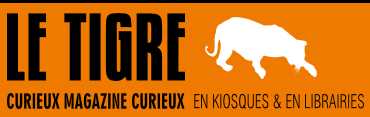 LE TIGRE
CURIEUX MAGAZINE CURIEUX EN KIOSQUES & EN LIBRAIRIES